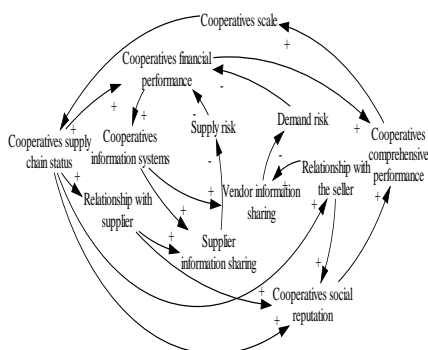 Cooperatives scale
+
Cooperatives financial
performance
-
+
+
+
+
-
Supply risk
Demand risk
Cooperatives supply
chain status
Cooperatives
information systems
Cooperatives
comprehensive
performance
-
-
Relationship with
the seller
+
+
+
Vendor information
sharing
+
+
Relationship with
supplier
+
+
Supplier
information sharing
+
+
Cooperatives social
reputation
+
+